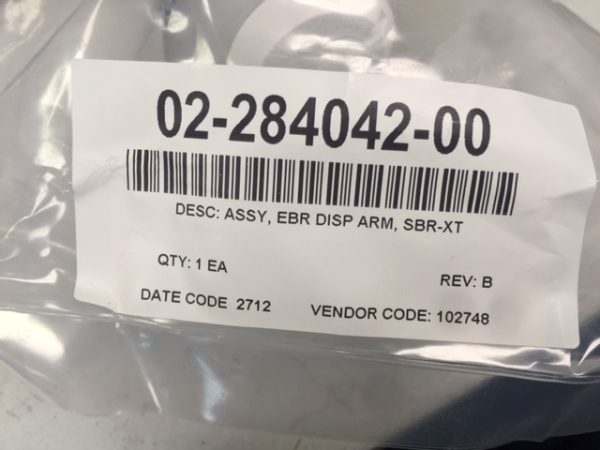 02-284042-00
DESC: ASSY, EBR DISP ARM, SBR-XT
QTY: 1 EA
REV: B
DATE CODE 2712
VENDOR CODE: 102748